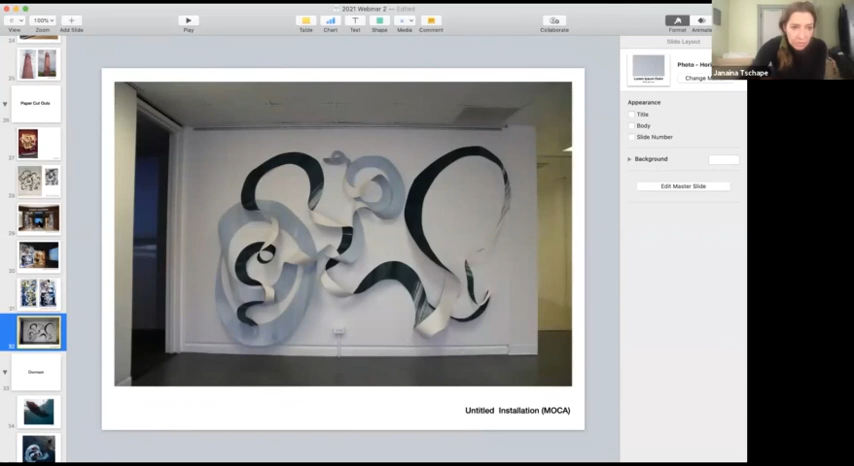 2021 Webinar 2 — Edited
View
100%
Zoom
Add Slide
Play
Table
Chart
Text
Shape
Media
Comment
Collaborate
Format
Animate
Slide Layout
Photo - Hori
Change M
Appearance
Title
Body
Slide Number
Background
Edit Master Slide
Paper Cut Outs
Untitled Installation (MOCA)
Janaina Tschape